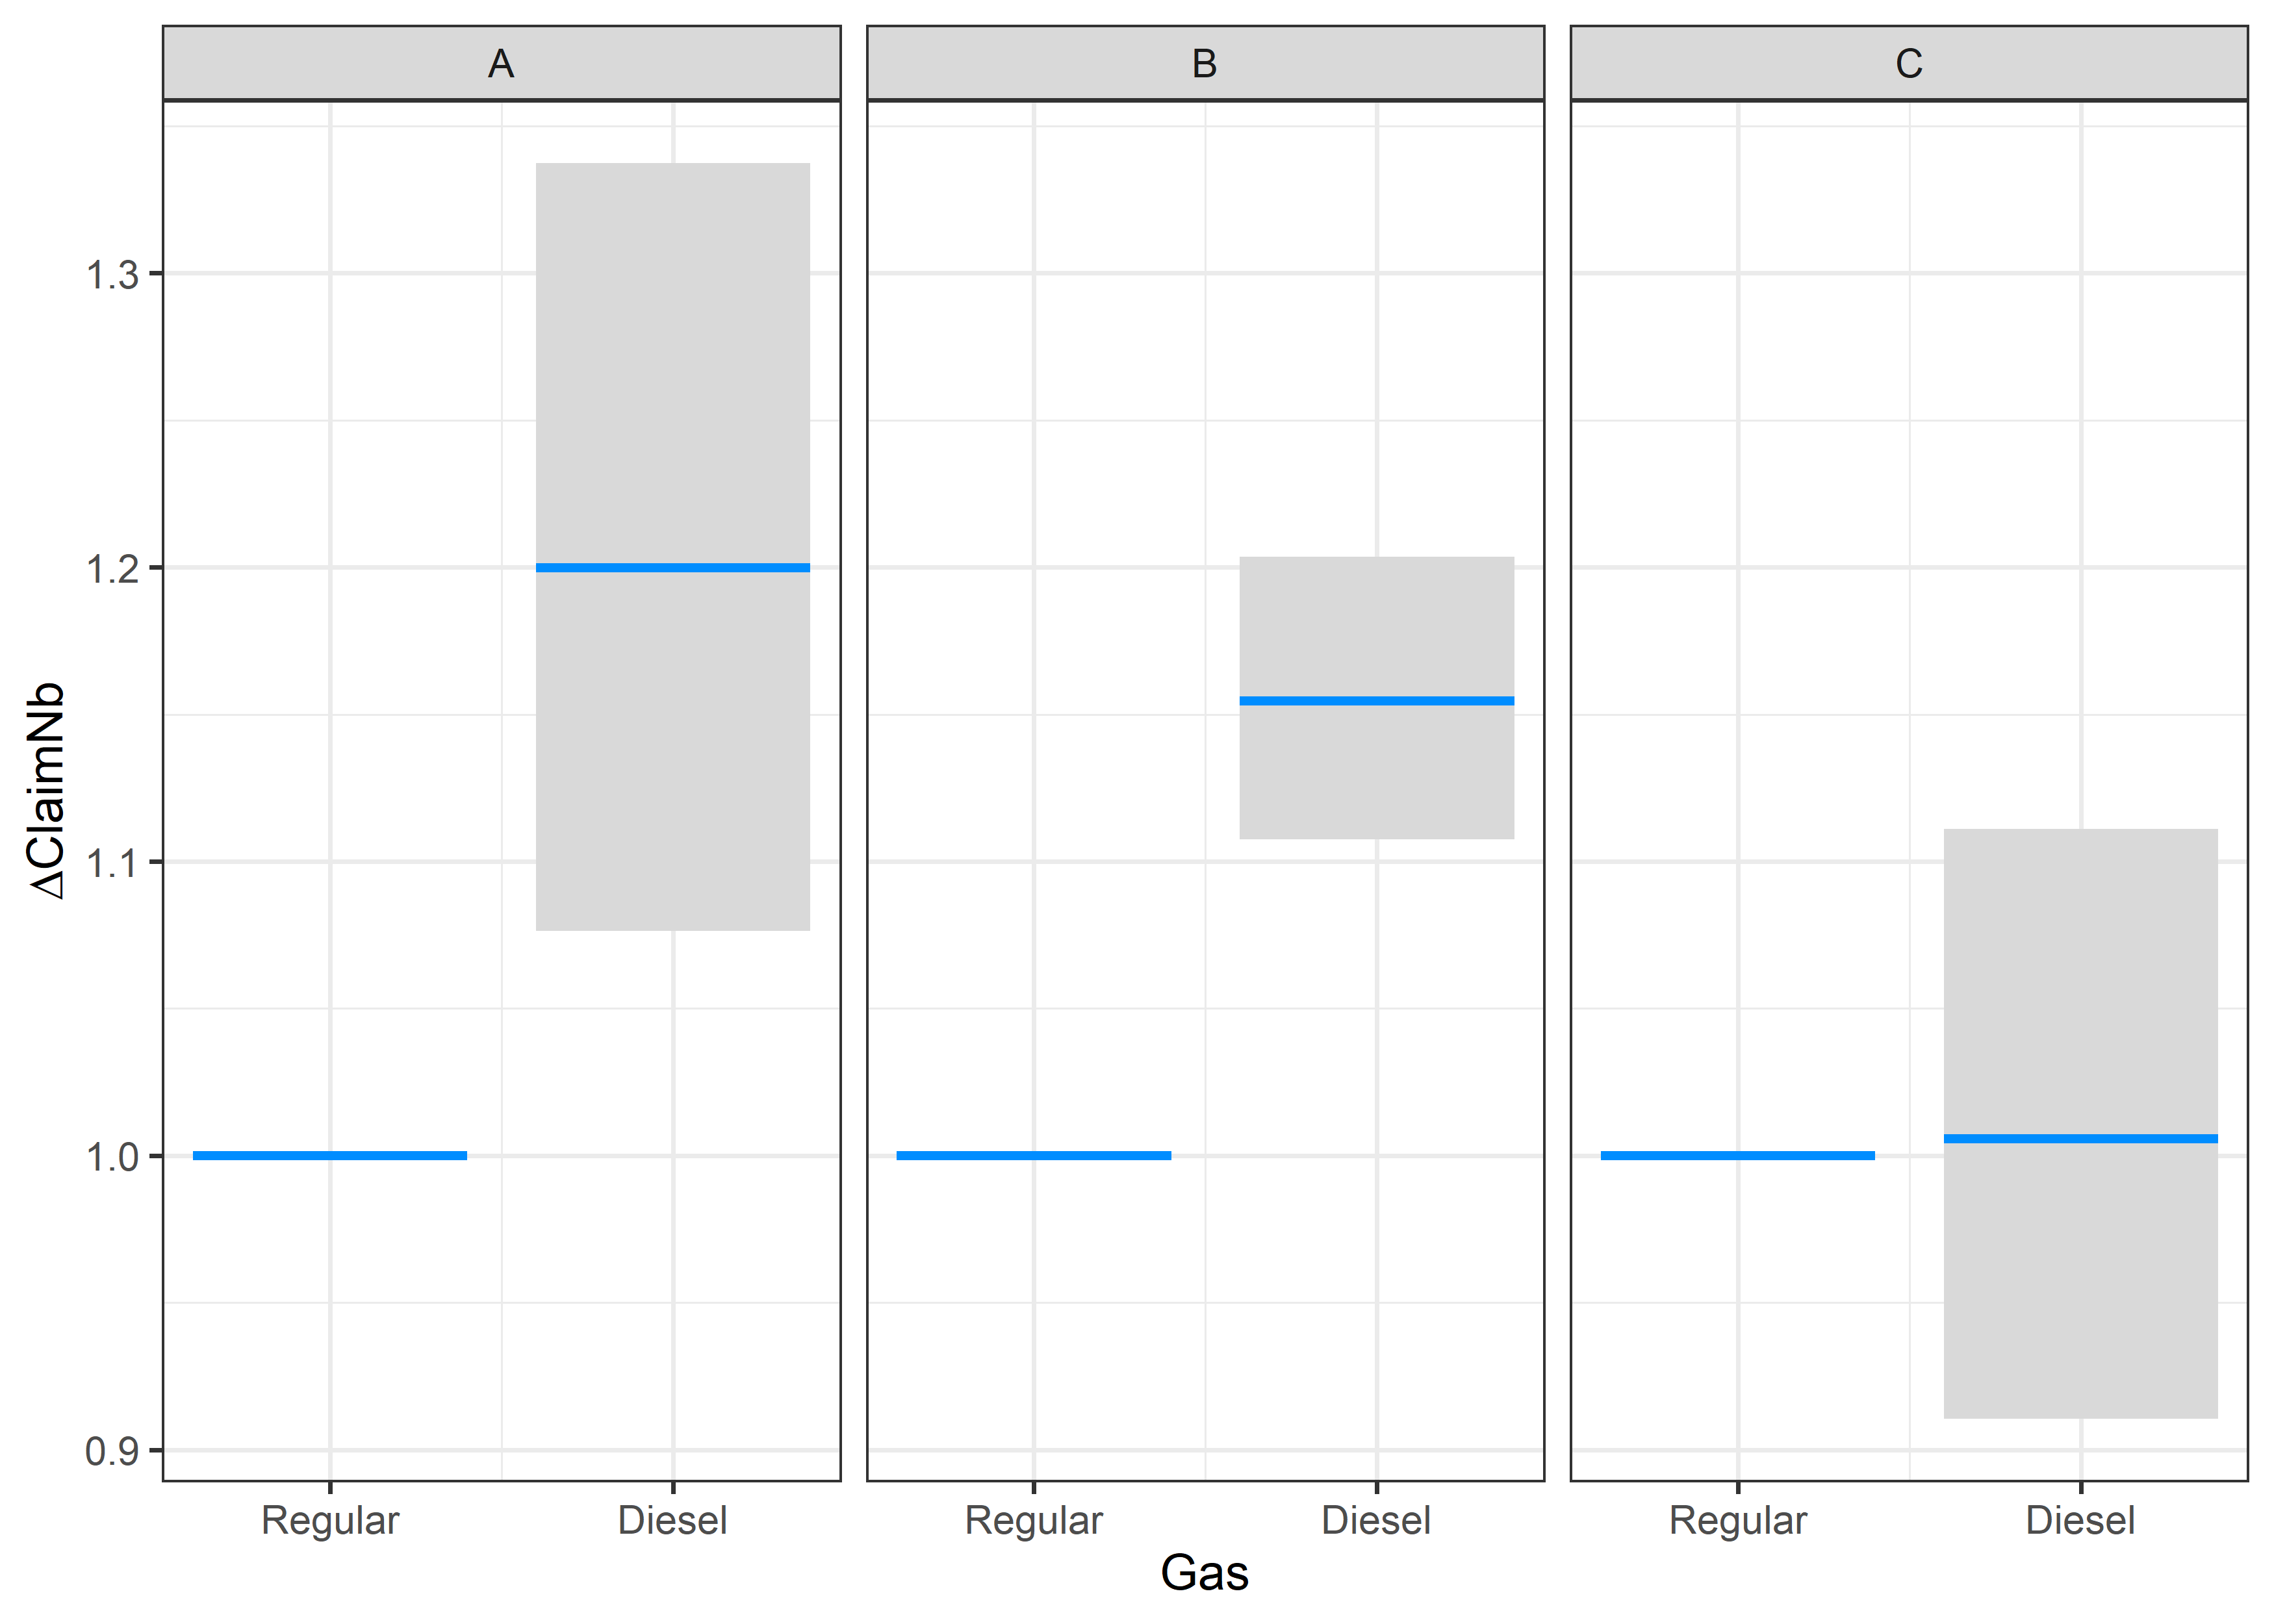 A
B
C
ΔClaimNb
1.3
1.2
1.1
1.0
0.9
Regular
Diesel
Regular
Diesel
Regular
Diesel
Gas